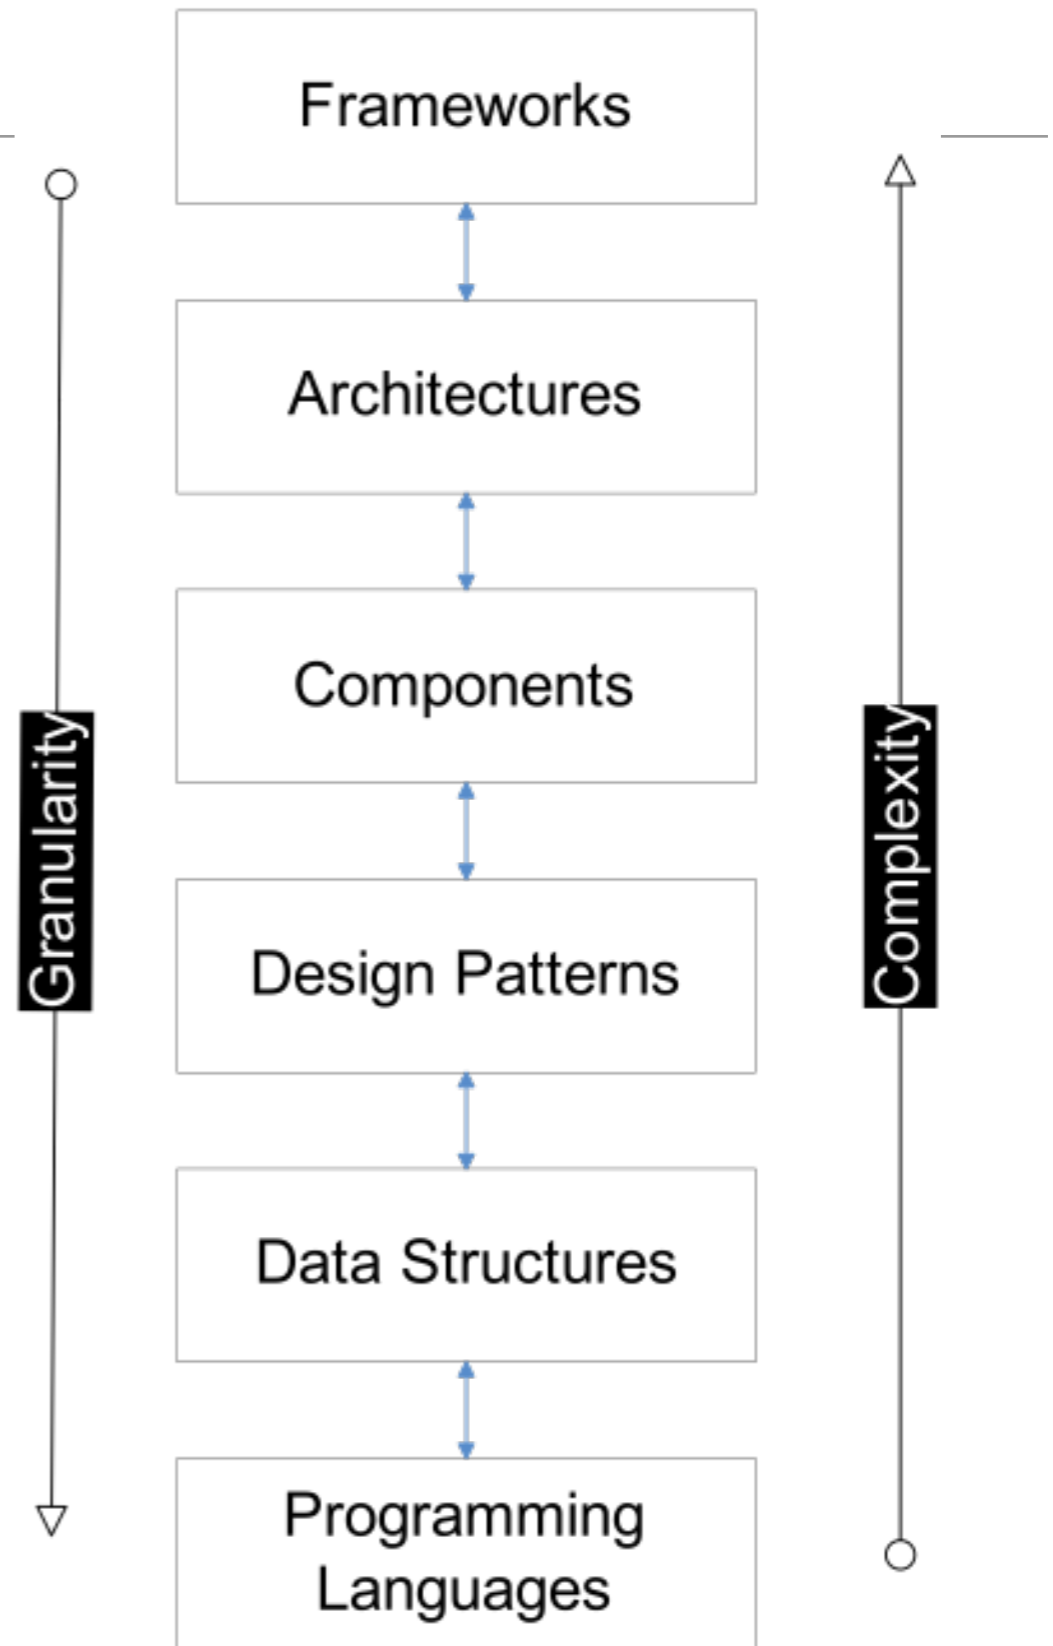 Frameworks
Architectures
Components
Granularity
Complexity
Design Patterns
Data Structures
Programming
Languages